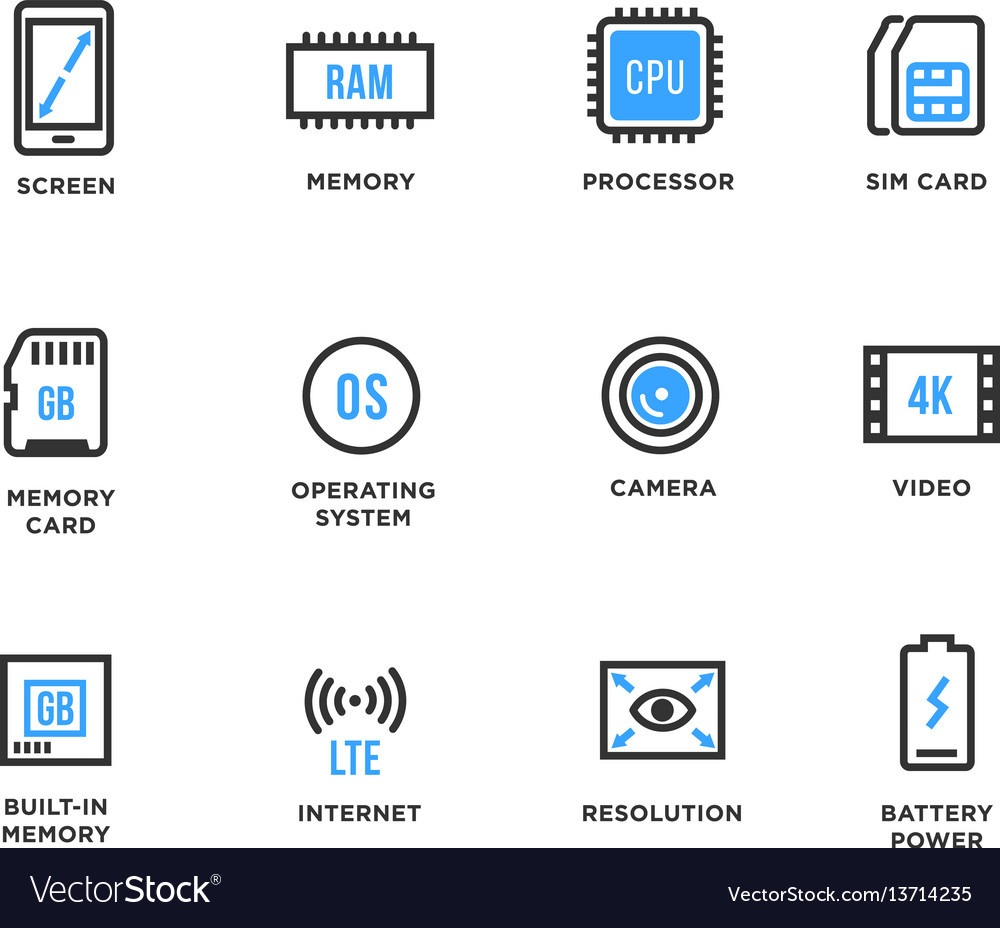 RAM
CPU
SCREEN
MEMORY
PROCESSOR
SIM CARD
GB
OS
4K
MEMORY
CARD
OPERATING
SYSTEM
CAMERA
VIDEO
GB
LTE
BUILT-IN
MEMORY
INTERNET
RESOLUTION
BATTERY
POWER
VectorStock®
VectorStock.com/13714235